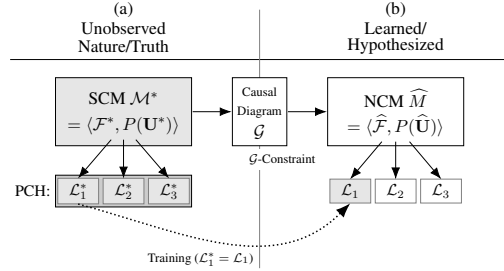 (a)
Unobserved
Nature/Truth
(b)
Learned/
Hypothesized
SCM ℳ*
= ⟨ℱ*, P(U*)⟩
Causal
Diagram
𝒢
NCM M̂
= ⟨ℱ̂, P(Û)⟩
𝒢-Constraint
PCH:
ℒ₁*
ℒ₂*
ℒ₃*
ℒ₁
ℒ₂
ℒ₃
Training (ℒ₁* = ℒ₁)